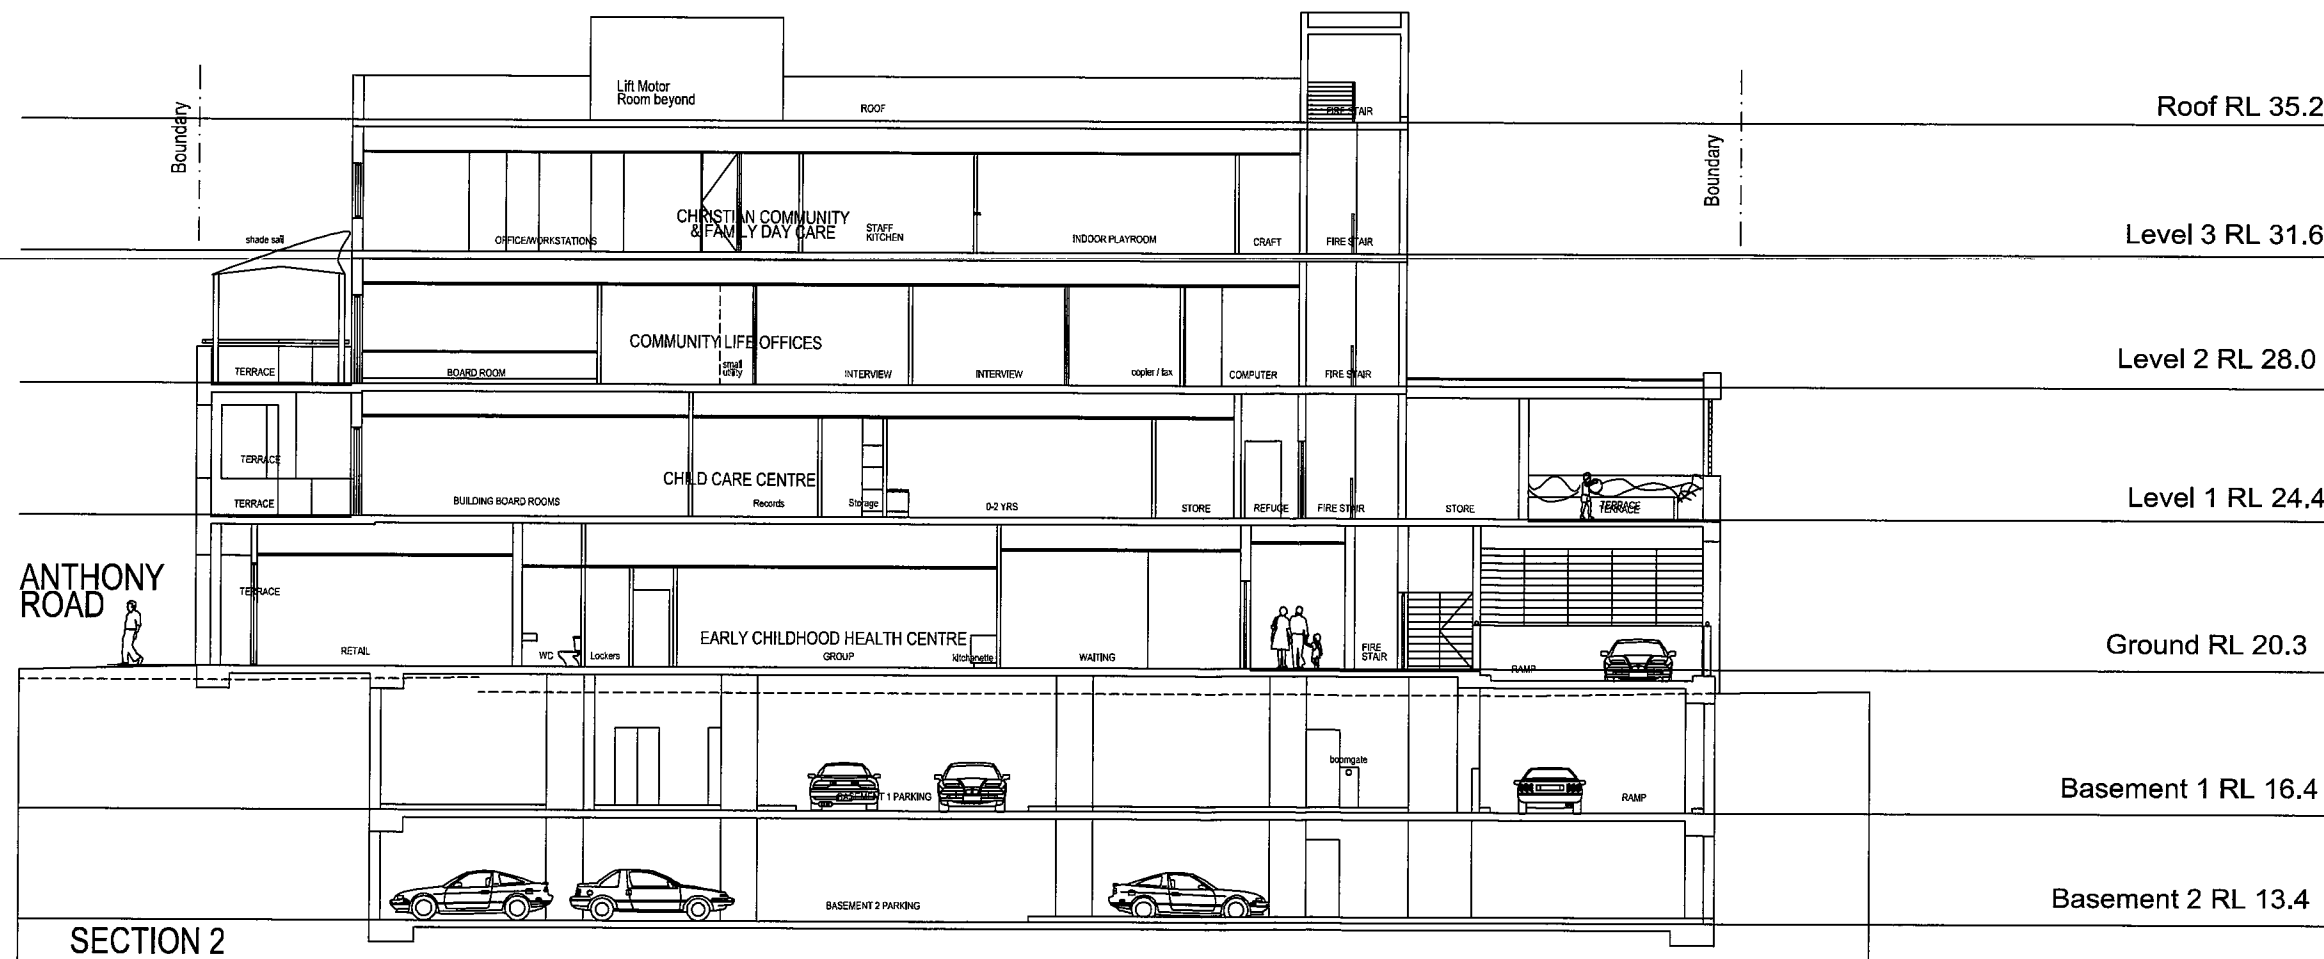 Lift Motor
Room beyond
ROOF
FIRE STAIR
Roof RL 35.2
Boundary
Boundary
shade sail
OFFICE/WORKSTATIONS
CHRISTIAN COMMUNITY
& FAMILY DAY CARE
STAFF
KITCHEN
INDOOR PLAYROOM
CRAFT
FIRE STAIR
Level 3 RL 31.6
TERRACE
BOARD ROOM
COMMUNITY LIFE OFFICES
small
utility
INTERVIEW
INTERVIEW
copier / fax
COMPUTER
FIRE STAIR
Level 2 RL 28.0
TERRACE
TERRACE
BUILDING BOARD ROOMS
CHILD CARE CENTRE
Records
Storage
0-2 YRS
STORE
REFUGE
FIRE STAIR
STORE
TERRACE
TERRACE
Level 1 RL 24.4
ANTHONY
ROAD
TERRACE
RETAIL
WC
Lockers
EARLY CHILDHOOD HEALTH CENTRE
GROUP
kitchenette
WAITING
FIRE
STAIR
RAMP
Ground RL 20.3
BASEMENT 1 PARKING
boomgate
RAMP
Basement 1 RL 16.4
BASEMENT 2 PARKING
Basement 2 RL 13.4
SECTION 2